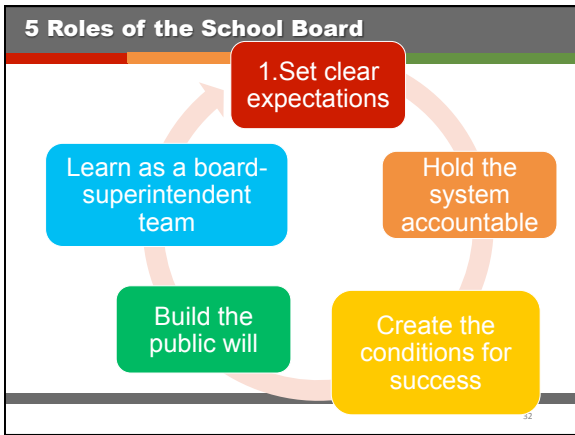 5 Roles of the School Board
1.Set clear
expectations
Hold the
system
accountable
Create the
conditions for
success
Build the
public will
Learn as a board-
superintendent
team
32